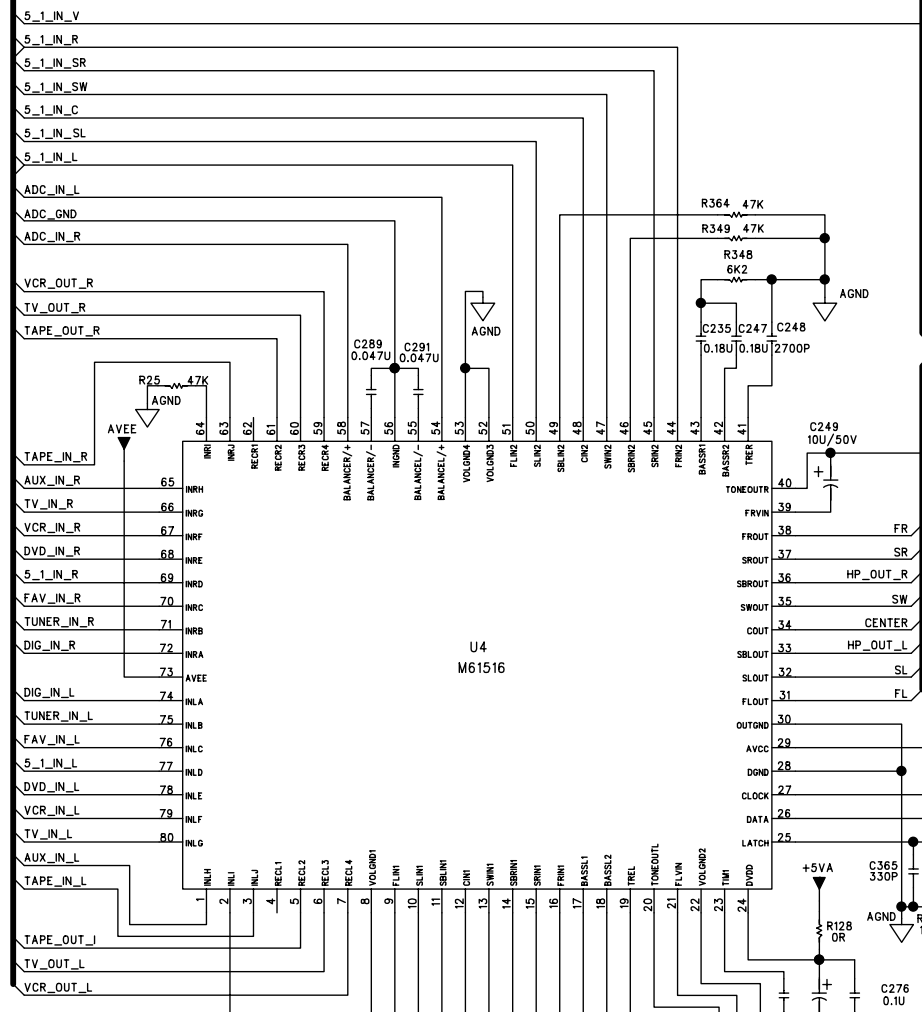 5_1_IN_V
5_1_IN_R
5_1_IN_SR
5_1_IN_SW
5_1_IN_C
5_1_IN_SL
5_1_IN_L
ADC_IN_L
ADC_GND
ADC_IN_R
VCR_OUT_R
TV_OUT_R
TAPE_OUT_R
R364 47K
R349 47K
R348
6K2
AGND
AGND
C289
0.047U
C291
0.047U
C235
0.18U
C247
0.18U
C248
2700P
R25 47K
AGND
AVEE
C249
10U/50V
+
64 63 62 61 60 59 58 57 56 55 54 53 52 51 50 49 48 47 46 45 44 43 42 41
INRI
INRJ
RECR1
RECR2
RECR3
RECR4
BALANCER/+
BALANCER/-
INGND
BALANCEL/-
BALANCEL/+
VOLGND4
VOLGND3
FLIN2
SLIN2
SBLIN2
CIN2
SWIN2
SBRIN2
SRIN2
FRIN2
BASSR1
BASSR2
TRER
TAPE_IN_R
AUX_IN_R 65 INRH
TV_IN_R 66 INRG
VCR_IN_R 67 INRF
DVD_IN_R 68 INRE
5_1_IN_R 69 INRD
FAV_IN_R 70 INRC
TUNER_IN_R 71 INRB
DIG_IN_R 72 INRA
73 AVEE
DIG_IN_L 74 INLA
TUNER_IN_L 75 INLB
FAV_IN_L 76 INLC
5_1_IN_L 77 INLD
DVD_IN_L 78 INLE
VCR_IN_L 79 INLF
TV_IN_L 80 INLG
AUX_IN_L
TAPE_IN_L
TAPE_OUT_
TV_OUT_L
VCR_OUT_L
U4
M61516
TONEOUTR 40
FRVIN 39
FROUT 38 FR
SROUT 37 SR
SBROUT 36 HP_OUT_R
SWOUT 35 SW
COUT 34 CENTER
SBLOUT 33 HP_OUT_L
SLOUT 32 SL
FLOUT 31 FL
OUTGND 30
AVCC 29
DGND 28
CLOCK 27
DATA 26
LATCH 25
INLH
INLI
INLJ
RECL1
RECL2
RECL3
RECL4
VOLGND1
FLIN1
SLIN1
SBLIN1
CIN1
SWIN1
SBRIN1
SRIN1
FRIN1
BASSL1
BASSL2
TREL
TONEOUTL
FLVIN
VOLGND2
TIM1
DVDD
1 2 3 4 5 6 7 8 9 10 11 12 13 14 15 16 17 18 19 20 21 22 23 24
+5VA
C365
330P
AGND
R128
0R
+
C276
0.1U